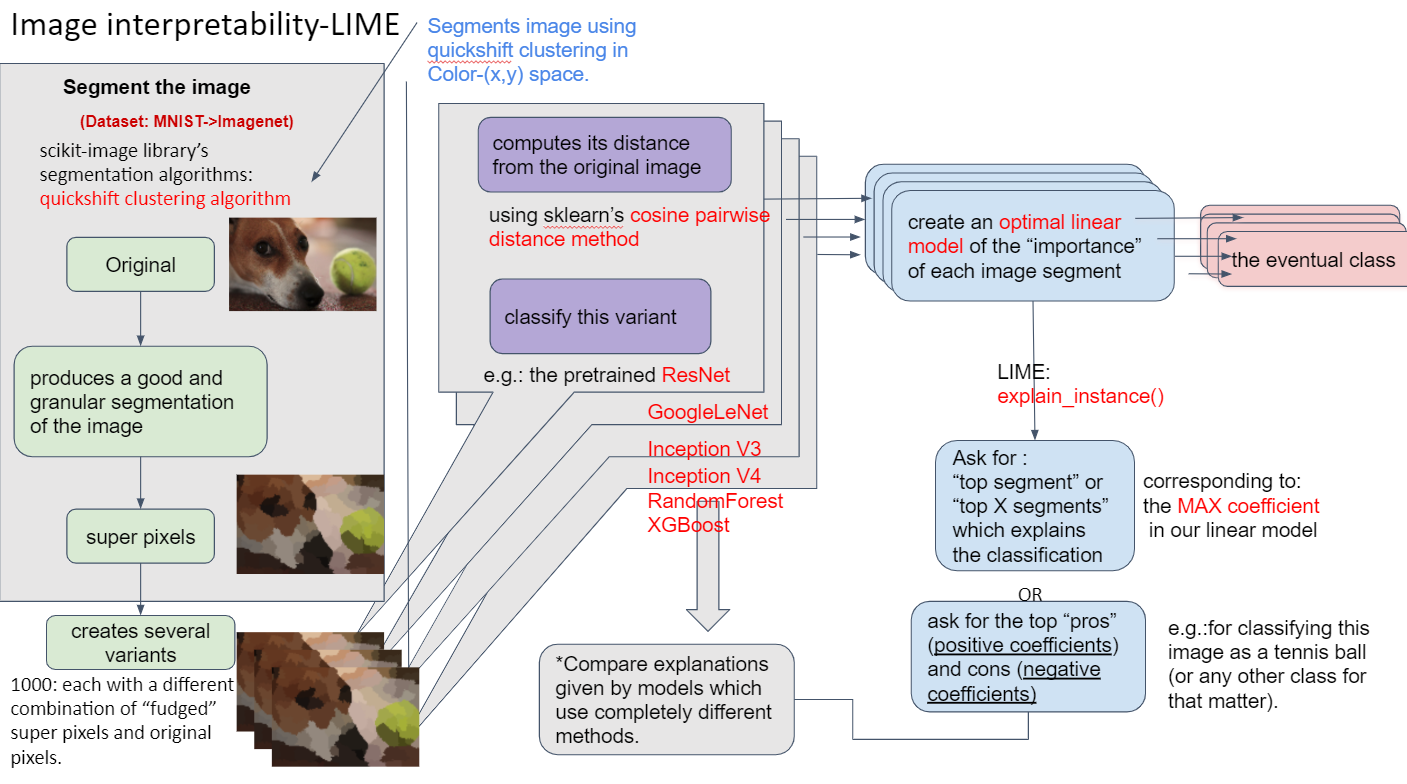 Image interpretability-LIME
Segments image using
quickshift clustering in
Color-(x,y) space.
Segment the image
(Dataset: MNIST->Imagenet)
scikit-image library’s
segmentation algorithms:
quickshift clustering algorithm
Original
produces a good and
granular segmentation
of the image
super pixels
creates several
variants
1000: each with a different
combination of “fudged”
super pixels and original
pixels.
computes its distance
from the original image
using sklearn’s cosine pairwise
distance method
classify this variant
e.g.: the pretrained ResNet
GoogleLeNet
Inception V3
Inception V4
RandomForest
XGBoost
*Compare explanations
given by models which
use completely different
methods.
create an optimal linear
model of the “importance”
of each image segment
the eventual class
LIME:
explain_instance()
Ask for :
“top segment” or
“top X segments”
which explains
the classification
corresponding to:
the MAX coefficient
in our linear model
OR
ask for the top “pros”
(positive coefficients)
and cons (negative
coefficients)
e.g.:for classifying this
image as a tennis ball
(or any other class for
that matter).